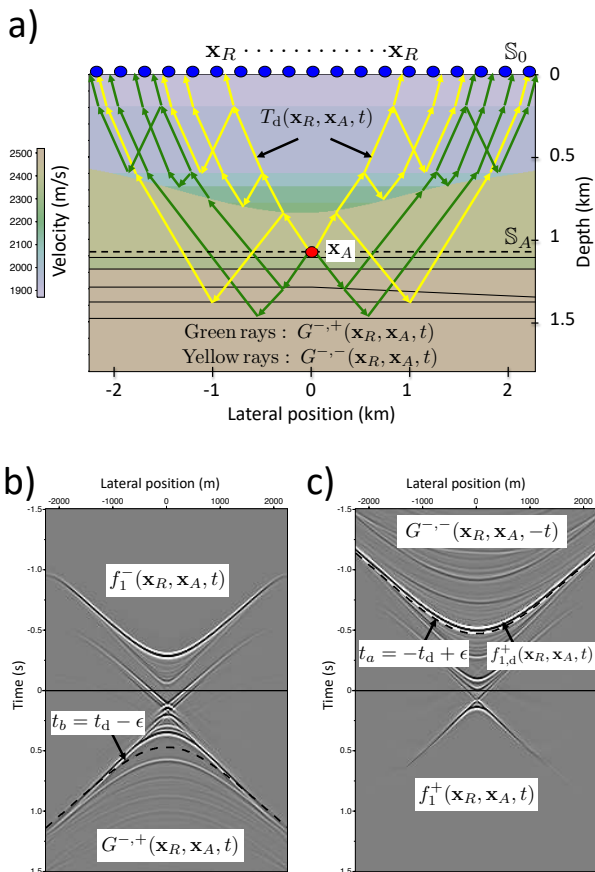 a)
𝐱_R · · · · · · · · · · · · 𝐱_R
𝕊₀
T_d(𝐱_R, 𝐱_A, t)
0
0.5
1
1.5
Depth (km)
2500
2400
2300
2200
2100
2000
1900
Velocity (m/s)
𝕊_A
𝐱_A
Green rays : G^{−,+}(𝐱_R, 𝐱_A, t)
Yellow rays : G^{−,−}(𝐱_R, 𝐱_A, t)
-2 -1 0 1 2
Lateral position (km)
b)
Lateral position (m)
-2000 -1000 0 1000 2000
-1.5
-1.0
-0.5
0
0.5
1.0
1.5
Time (s)
f₁^−(𝐱_R, 𝐱_A, t)
t_b = t_d − ϵ
G^{−,+}(𝐱_R, 𝐱_A, t)
c)
Lateral position (m)
-2000 -1000 0 1000 2000
-1.5
-1.0
-0.5
0
0.5
1.0
1.5
Time (s)
G^{−,−}(𝐱_R, 𝐱_A, −t)
t_a = −t_d + ϵ
f_{1,d}^+(𝐱_R, 𝐱_A, t)
f₁^+(𝐱_R, 𝐱_A, t)